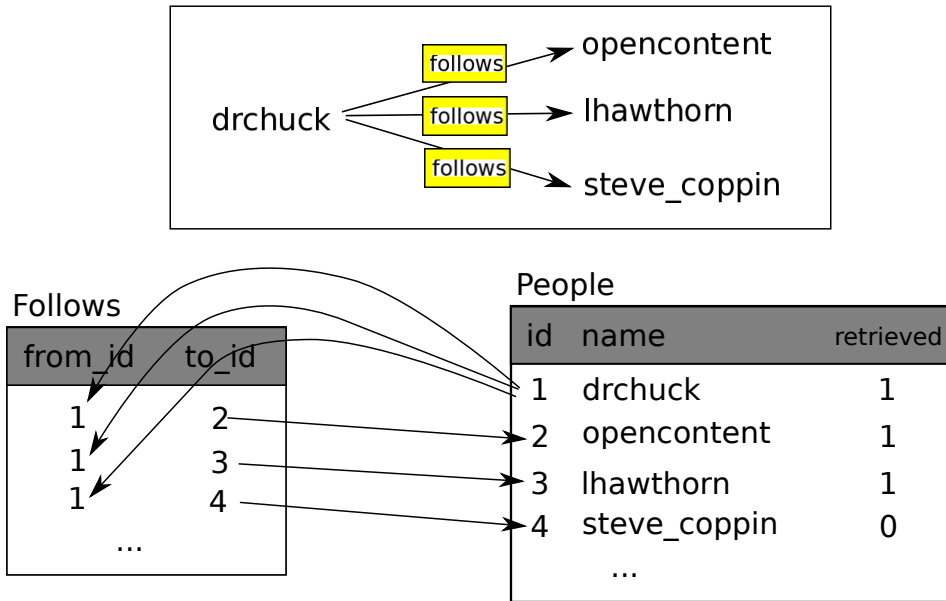 follows
opencontent
drchuck
follows
lhawthorn
follows
steve_coppin
Follows
from_id to_id
1 2
1 3
1 4
...
People
id name retrieved
1 drchuck 1
2 opencontent 1
3 lhawthorn 1
4 steve_coppin 0
...